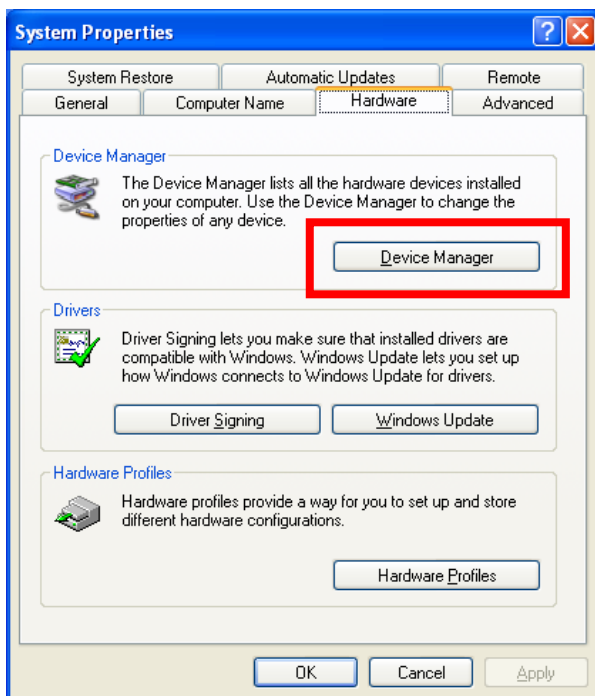 System Properties
System Restore Automatic Updates Remote
General Computer Name Hardware Advanced
Device Manager
The Device Manager lists all the hardware devices installed
on your computer. Use the Device Manager to change the
properties of any device.
Device Manager
Drivers
Driver Signing lets you make sure that installed drivers are
compatible with Windows. Windows Update lets you set up
how Windows connects to Windows Update for drivers.
Driver Signing Windows Update
Hardware Profiles
Hardware profiles provide a way for you to set up and store
different hardware configurations.
Hardware Profiles
OK Cancel Apply